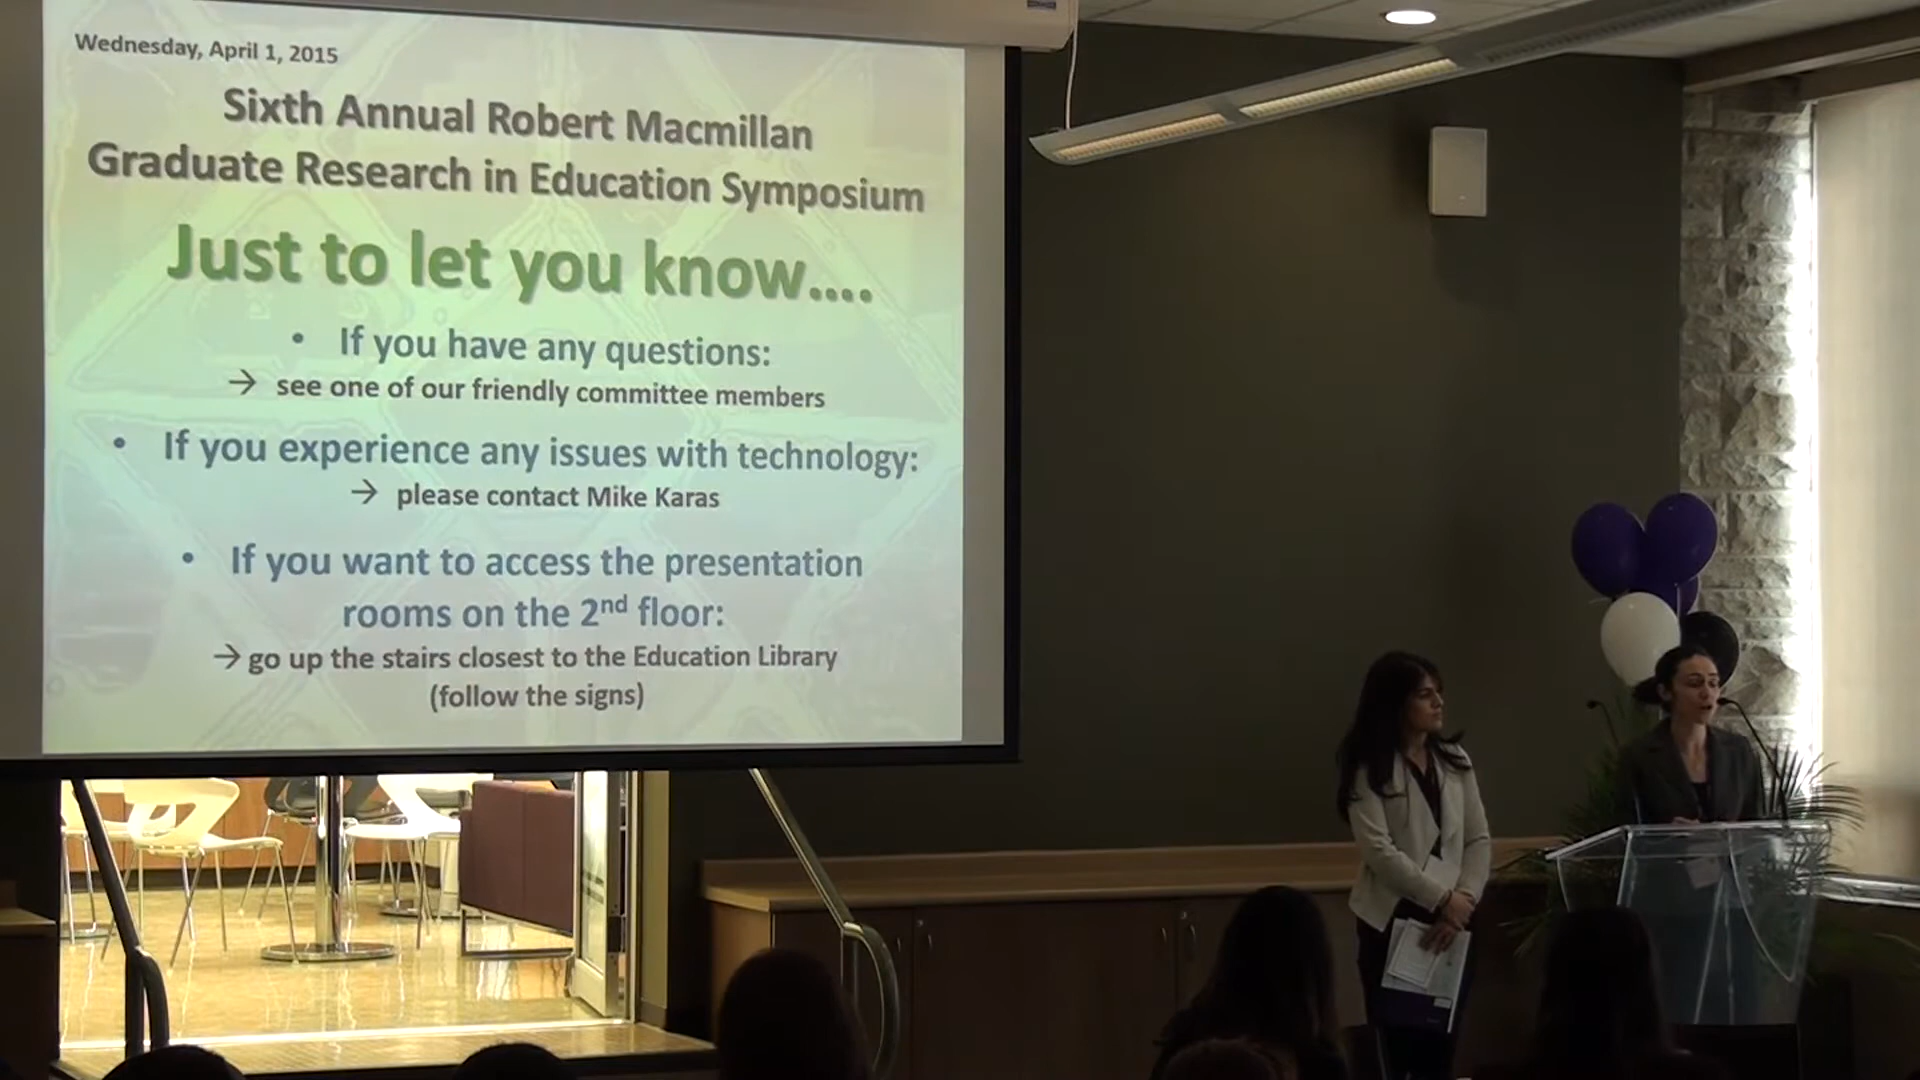 Wednesday, April 1, 2015
Sixth Annual Robert Macmillan
Graduate Research in Education Symposium
Just to let you know....
• If you have any questions:
→ see one of our friendly committee members
• If you experience any issues with technology:
→ please contact Mike Karas
• If you want to access the presentation
rooms on the 2nd floor:
→ go up the stairs closest to the Education Library
(follow the signs)